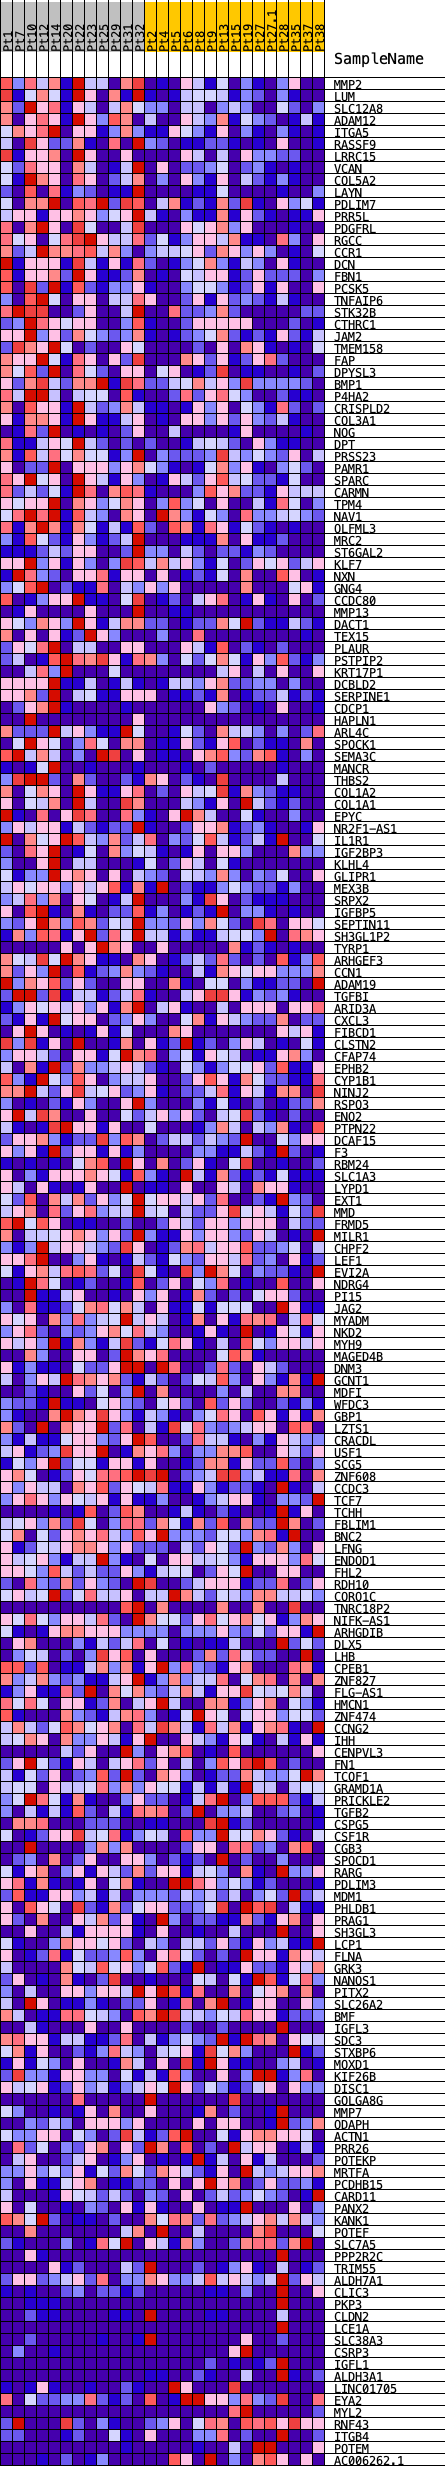 Pt1 Pt7 Pt10 Pt12 Pt14 Pt20 Pt22 Pt23 Pt25 Pt29 Pt31 Pt32 Pt2 Pt4 Pt5 Pt6 Pt8 Pt9 Pt13 Pt15 Pt19 Pt27 Pt27.1 Pt28 Pt35 Pt37 Pt38
SampleName
MMP2
LUM
SLC12A8
ADAM12
ITGA5
RASSF9
LRRC15
VCAN
COL5A2
LAYN
PDLIM7
PRR5L
PDGFRL
RGCC
CCR1
DCN
FBN1
PCSK5
TNFAIP6
STK32B
CTHRC1
JAM2
TMEM158
FAP
DPYSL3
BMP1
P4HA2
CRISPLD2
COL3A1
NOG
DPT
PRSS23
PAMR1
SPARC
CARMN
TPM4
NAV1
OLFML3
MRC2
ST6GAL2
KLF7
NXN
GNG4
CCDC80
MMP13
DACT1
TEX15
PLAUR
PSTPIP2
KRT17P1
DCBLD2
SERPINE1
CDCP1
HAPLN1
ARL4C
SPOCK1
SEMA3C
MANCR
THBS2
COL1A2
COL1A1
EPYC
NR2F1-AS1
IL1R1
IGF2BP3
KLHL4
GLIPR1
MEX3B
SRPX2
IGFBP5
SEPTIN11
SH3GL1P2
TYRP1
ARHGEF3
CCN1
ADAM19
TGFBI
ARID3A
CXCL3
FIBCD1
CLSTN2
CFAP74
EPHB2
CYP1B1
NINJ2
RSPO3
ENO2
PTPN22
DCAF15
F3
RBM24
SLC1A3
LYPD1
EXT1
MMD
FRMD5
MILR1
CHPF2
LEF1
EVI2A
NDRG4
PI15
JAG2
MYADM
NKD2
MYH9
MAGED4B
DNM3
GCNT1
MDFI
WFDC3
GBP1
LZTS1
CRACDL
USF1
SCG5
ZNF608
CCDC3
TCF7
TCHH
FBLIM1
BNC2
LFNG
ENDOD1
FHL2
RDH10
CORO1C
TNRC18P2
NIFK-AS1
ARHGDIB
DLX5
LHB
CPEB1
ZNF827
FLG-AS1
HMCN1
ZNF474
CCNG2
IHH
CENPVL3
FN1
TCOF1
GRAMD1A
PRICKLE2
TGFB2
CSPG5
CSF1R
CGB3
SPOCD1
RARG
PDLIM3
MDM1
PHLDB1
PRAG1
SH3GL3
LCP1
FLNA
GRK3
NANOS1
PITX2
SLC26A2
BMF
IGFL3
SDC3
STXBP6
MOXD1
KIF26B
DISC1
GOLGA8G
MMP7
ODAPH
ACTN1
PRR26
POTEKP
MRTFA
PCDHB15
CARD11
PANX2
KANK1
POTEF
SLC7A5
PPP2R2C
TRIM55
ALDH7A1
CLIC3
PKP3
CLDN2
LCE1A
SLC38A3
CSRP3
IGFL1
ALDH3A1
LINC01705
EYA2
MYL2
RNF43
ITGB4
POTEM
AC006262.1